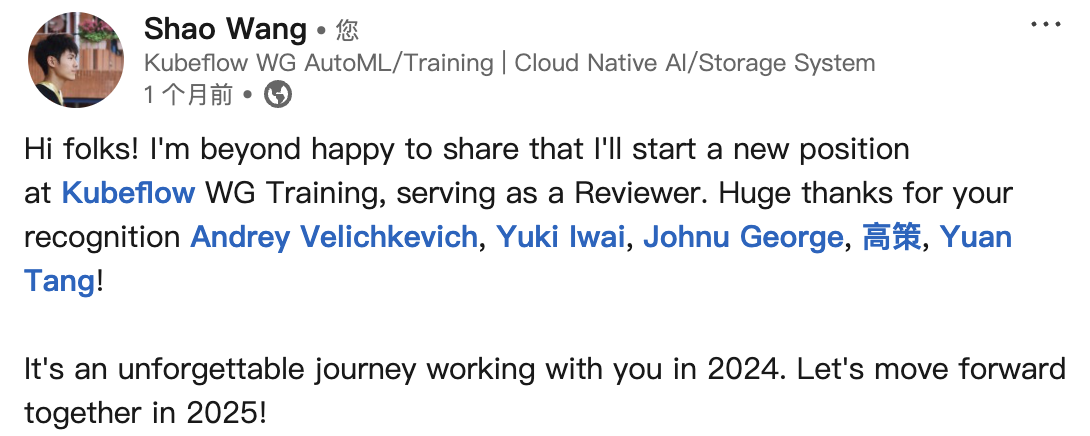 Shao Wang • 您
Kubeflow WG AutoML/Training | Cloud Native AI/Storage System
1 个月前 •
Hi folks! I'm beyond happy to share that I'll start a new position
at Kubeflow WG Training, serving as a Reviewer. Huge thanks for your
recognition Andrey Velichkevich, Yuki Iwai, Johnu George, 高策, Yuan
Tang!
It's an unforgettable journey working with you in 2024. Let's move forward
together in 2025!